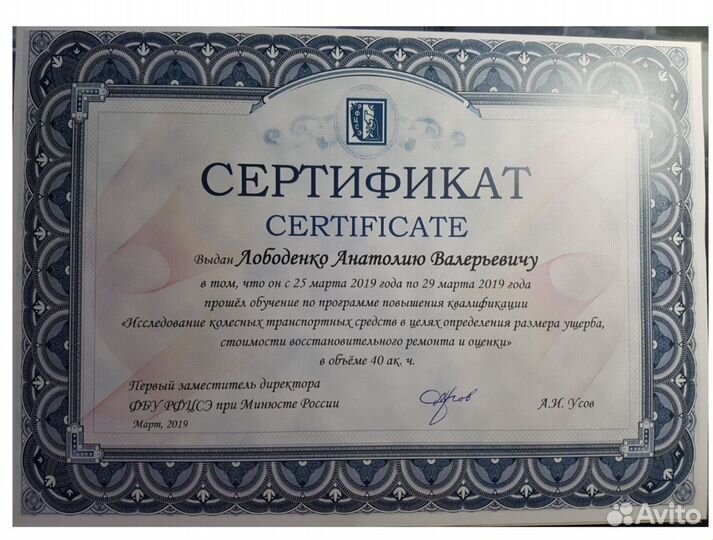 РФЦСЭ
СЕРТИФИКАТ
CERTIFICATE
Выдан Лободенко Анатолию Валерьевичу
в том, что он с 25 марта 2019 года по 29 марта 2019 года
прошёл обучение по программе повышения квалификации
«Исследование колесных транспортных средств в целях определения размера ущерба,
стоимости восстановительного ремонта и оценки»
в объёме 40 ак. ч.
Первый заместитель директора
ФБУ РФЦСЭ при Минюсте России
А.И. Усов
Март, 2019
Avito